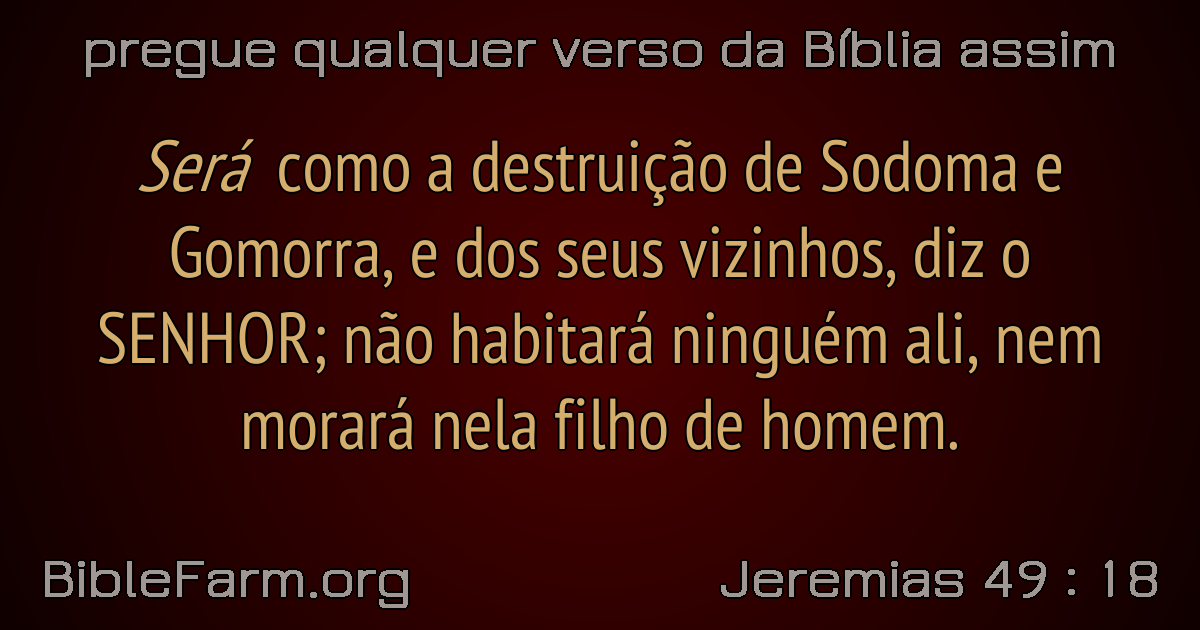 pregue qualquer verso da Bíblia assim
Será como a destruição de Sodoma e
Gomorra, e dos seus vizinhos, diz o
SENHOR; não habitará ninguém ali, nem
morará nela filho de homem.
BibleFarm.org
Jeremias 49 : 18